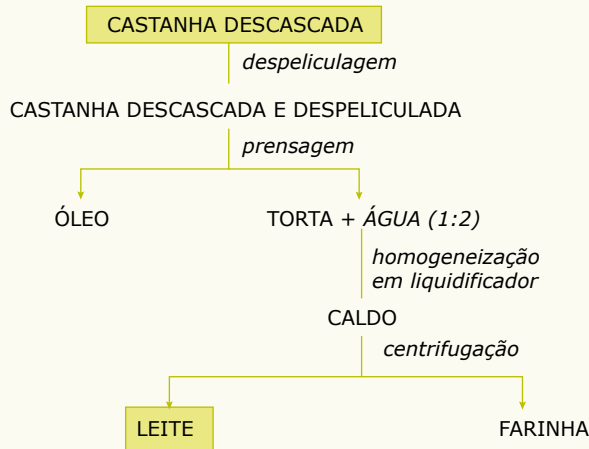 CASTANHA DESCASCADA
despeliculagem
CASTANHA DESCASCADA E DESPELICULADA
prensagem
ÓLEO
TORTA + ÁGUA (1:2)
homogeneização
em liquidificador
CALDO
centrifugação
LEITE
FARINHA